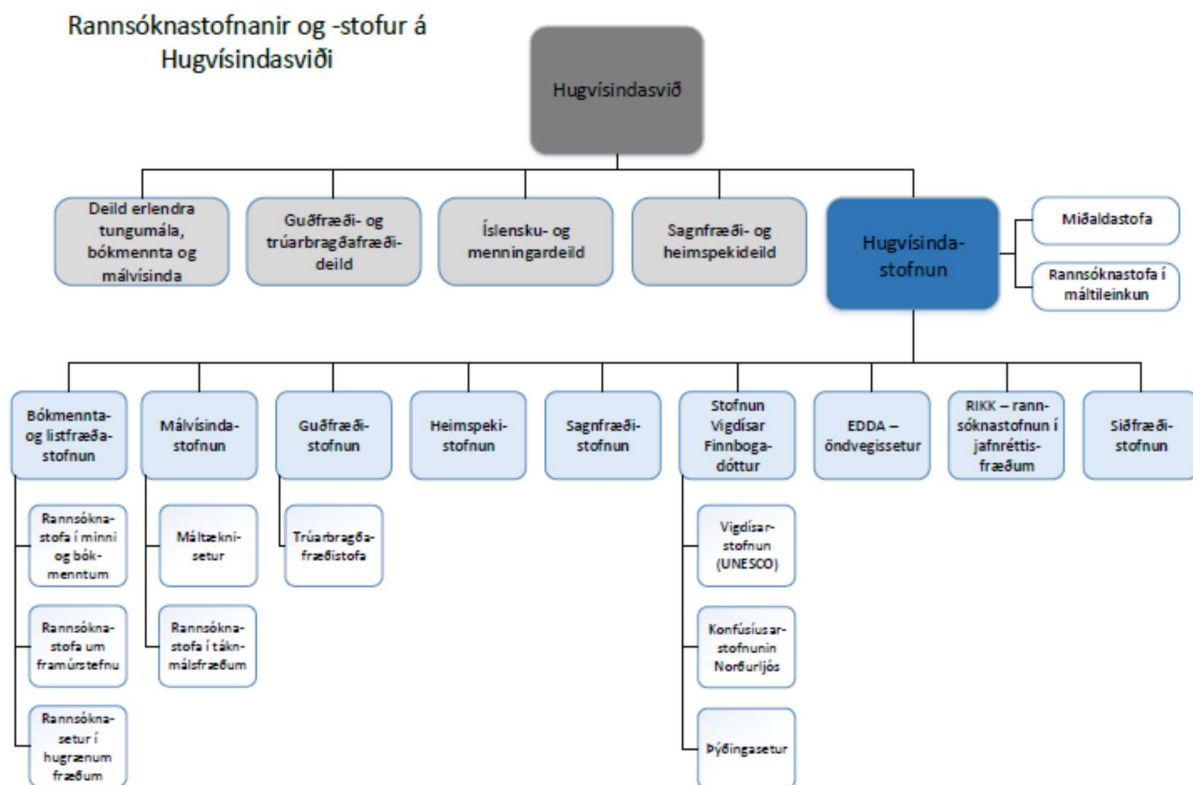 Rannsóknastofnanir og -stofur á
Hugvísindasviði
Hugvísindasvið
Deild erlendra
tungumála,
bókmennta og
málvísinda
Guðfræði- og
trúarbragðafræði-
deild
Íslensku- og
menningardeild
Sagnfræði- og
heimspekideild
Hugvísinda-
stofnun
Miðaldastofa
Rannsóknastofa í
máltileinkun
Bókmennta-
og listfræða-
stofnun
Málvísinda-
stofnun
Guðfræði-
stofnun
Heimspeki-
stofnun
Sagnfræði-
stofnun
Stofnun
Vigdísar
Finnboga-
dóttur
EDDA –
öndvegissetur
RIKK – rann-
sóknastofnun í
jafnréttis-
fræðum
Siðfræði-
stofnun
Rannsókna-
stofa í minni
og bók-
menntum
Máltækni-
setur
Trúarbragða-
fræðistofa
Vigdísar-
stofnun
(UNESCO)
Rannsókna-
stofa um
framúrstefnu
Rannsókna-
stofa í tákn-
málsfræðum
Konfúsíusar-
stofnunin
Norðurljós
Rannsókna-
setur í
hugrænum
fræðum
Þýðingasetur